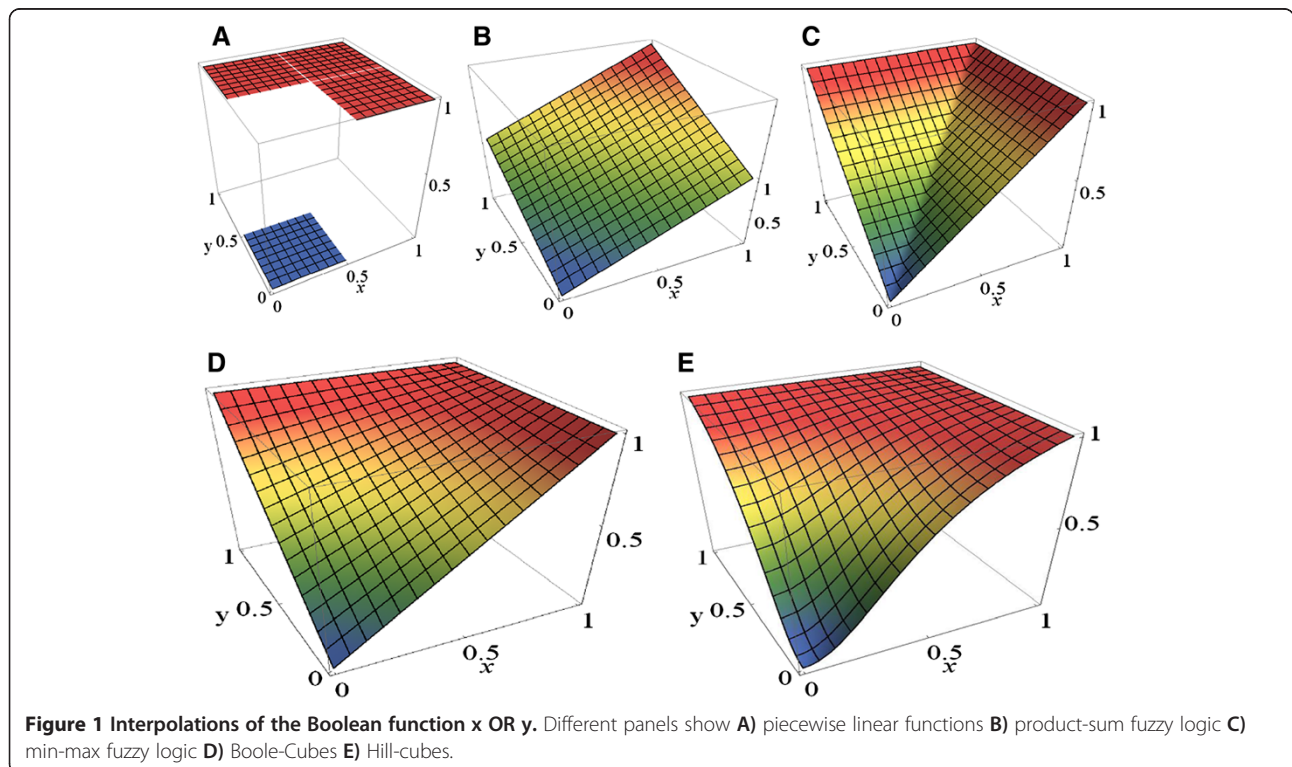 A
1
0.5
1
y 0.5
0
0
0.5
x
1
B
1
0.5
1
y 0.5
0
0
0.5
x
1
C
1
0.5
1
y 0.5
0
0
0.5
x
1
D
1
0.5
1
y 0.5
0
0
0.5
x
1
E
1
0.5
1
y 0.5
0
0
0.5
x
1
Figure 1 Interpolations of the Boolean function x OR y. Different panels show A) piecewise linear functions B) product-sum fuzzy logic C)
min-max fuzzy logic D) Boole-Cubes E) Hill-cubes.